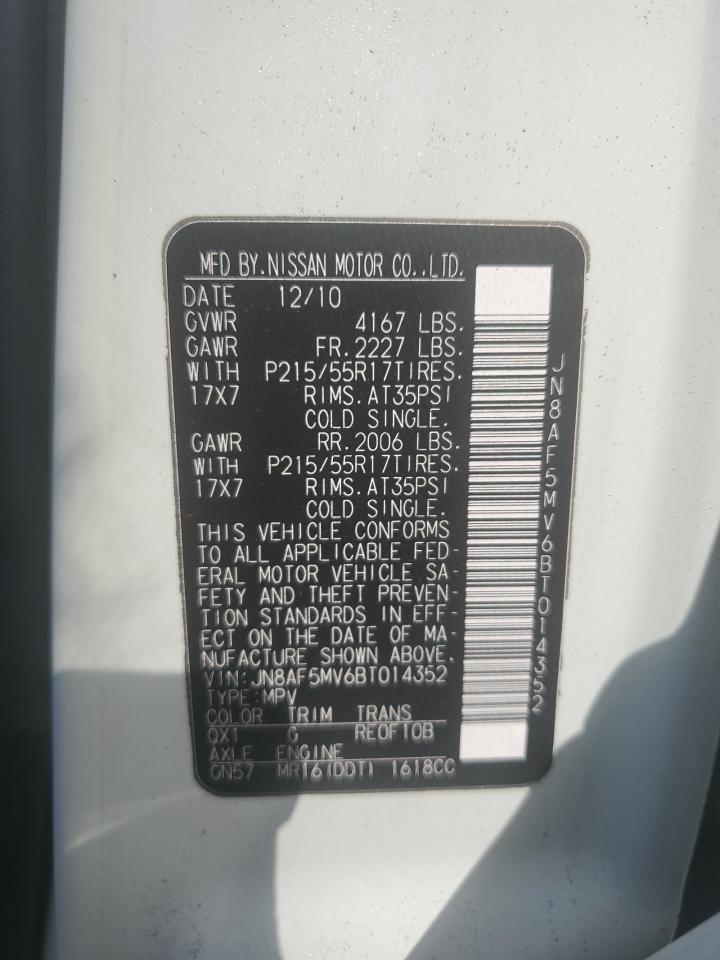 MFD BY.NISSAN MOTOR CO.,LTD.
DATE 12/10
GVWR 4167 LBS.
GAWR FR.2227 LBS.
WITH P215/55R17TIRES.
17X7 RIMS.AT35PSI
COLD SINGLE.
GAWR RR.2006 LBS.
WITH P215/55R17TIRES.
17X7 RIMS.AT35PSI
COLD SINGLE.
THIS VEHICLE CONFORMS
TO ALL APPLICABLE FED-
ERAL MOTOR VEHICLE SA-
FETY AND THEFT PREVEN-
TION STANDARDS IN EFF-
ECT ON THE DATE OF MA-
NUFACTURE SHOWN ABOVE.
VIN:JN8AF5MV6BT014352
TYPE:MPV
COLOR TRIM TRANS
QX1 G RE0F10B
AXLE ENGINE
GN57 MR16(DDT) 1618CC
JN8AF5MV6BT014352